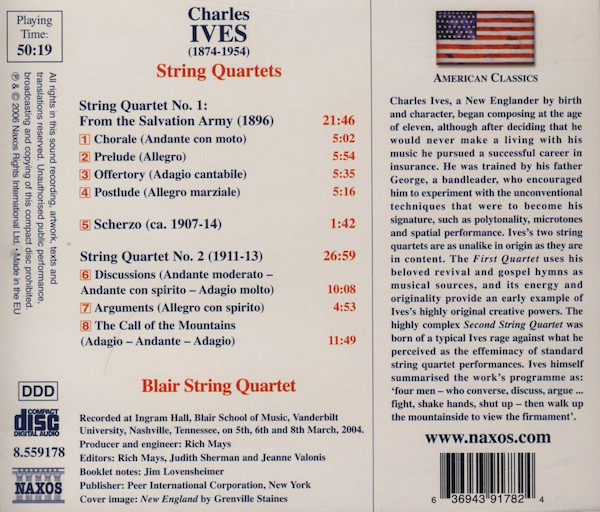 Playing
Time:
50:19
All rights in this sound recording, artwork, texts and
translations reserved. Unauthorised public performance,
broadcasting and copying of this compact disc prohibited.
℗ & © 2006 Naxos Rights International Ltd. • Made in the EU
DDD
COMPACT
disc
DIGITAL AUDIO
8.559178
NAXOS
Charles
IVES
(1874-1954)
String Quartets
String Quartet No. 1:
From the Salvation Army (1896) 21:46
1 Chorale (Andante con moto) 5:02
2 Prelude (Allegro) 5:54
3 Offertory (Adagio cantabile) 5:35
4 Postlude (Allegro marziale) 5:16
5 Scherzo (ca. 1907-14) 1:42
String Quartet No. 2 (1911-13) 26:59
6 Discussions (Andante moderato –
Andante con spirito – Adagio molto) 10:08
7 Arguments (Allegro con spirito) 4:53
8 The Call of the Mountains
(Adagio – Andante – Adagio) 11:49
Blair String Quartet
Recorded at Ingram Hall, Blair School of Music, Vanderbilt
University, Nashville, Tennessee, on 5th, 6th and 8th March, 2004.
Producer and engineer: Rich Mays
Editors: Rich Mays, Judith Sherman and Jeanne Valonis
Booklet notes: Jim Lovensheimer
Publisher: Peer International Corporation, New York
Cover image: New England by Grenville Staines
AMERICAN CLASSICS
Charles Ives, a New Englander by birth
and character, began composing at the age
of eleven, although after deciding that he
would never make a living with his
music he pursued a successful career in
insurance. He was trained by his father
George, a bandleader, who encouraged
him to experiment with the unconventional
techniques that were to become his
signature, such as polytonality, microtones
and spatial performance. Ives's two string
quartets are as unalike in origin as they are
in content. The First Quartet uses his
beloved revival and gospel hymns as
musical sources, and its energy and
originality provide an early example of
Ives's highly original creative powers. The
highly complex Second String Quartet was
born of a typical Ives rage against what
he perceived as the effeminacy of standard
string quartet performances. Ives himself
summarised the work's programme as:
'four men – who converse, discuss, argue ...
fight, shake hands, shut up – then walk up
the mountainside to view the firmament'.
www.naxos.com
6 36943 91782 4